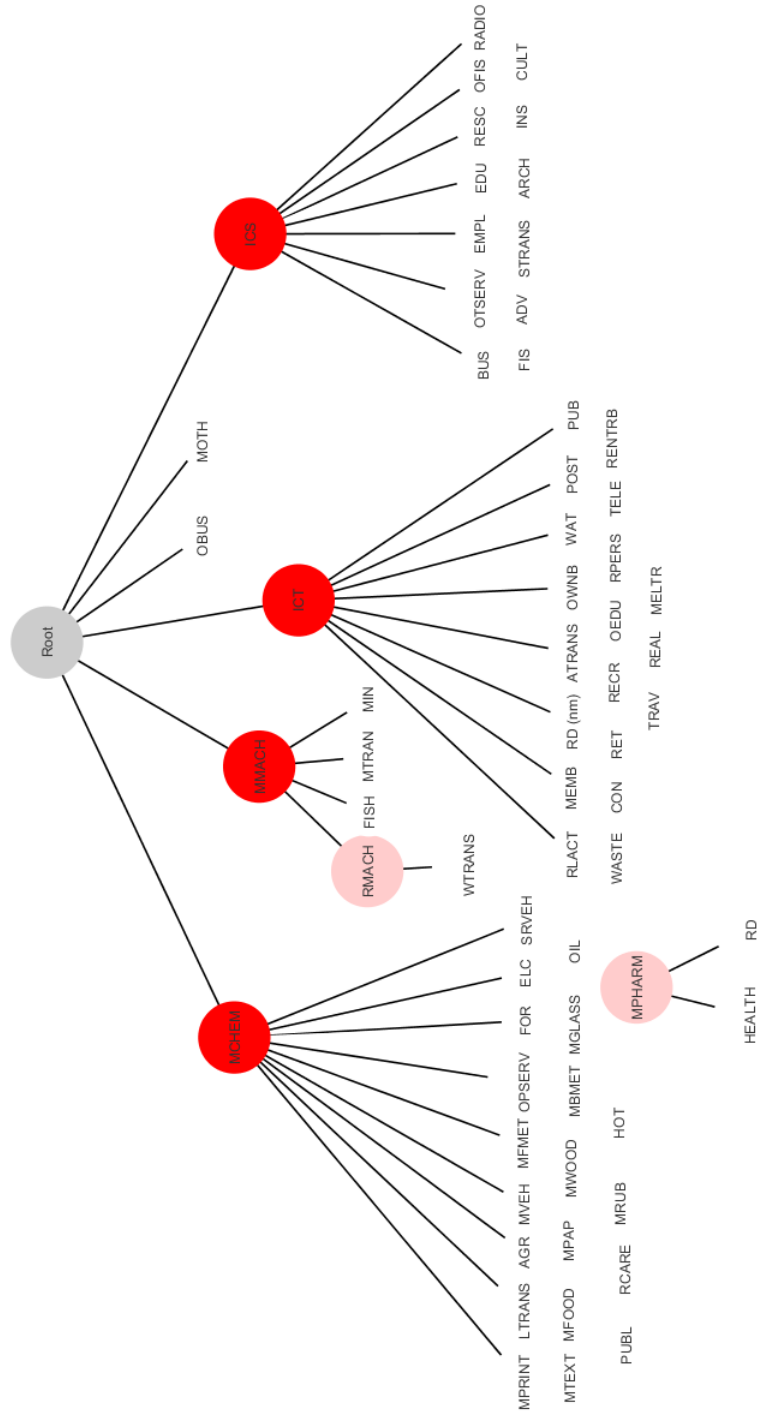 Root
OBUS MOTH
MCHEM MMACH ICT ICS
RMACH FISH MTRAN MIN
WTRANS
MPRINT LTRANS AGR MVEH MFMET OPSERV FOR ELC SRVEH
MTEXT MFOOD MPAP MWOOD MBMET MGLASS OIL
PUBL RCARE MRUB HOT MPHARM
HEALTH RD
RLACT MEMB RD (nm) ATRANS OWNB WAT POST PUB
WASTE CON RET RECR OEDU RPERS TELE RENTRB
TRAV REAL MELTR
BUS OTSERV EMPL EDU RESC OFIS RADIO
FIS ADV STRANS ARCH INS CULT